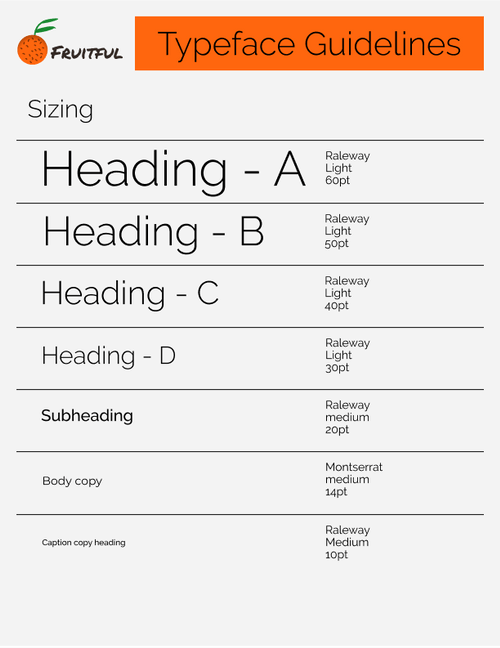 Fruitful
Typeface Guidelines
Sizing
Heading - A
Raleway
Light
60pt
Heading - B
Raleway
Light
50pt
Heading - C
Raleway
Light
40pt
Heading - D
Raleway
Light
30pt
Subheading
Raleway
medium
20pt
Body copy
Montserrat
medium
14pt
Caption copy heading
Raleway
Medium
10pt